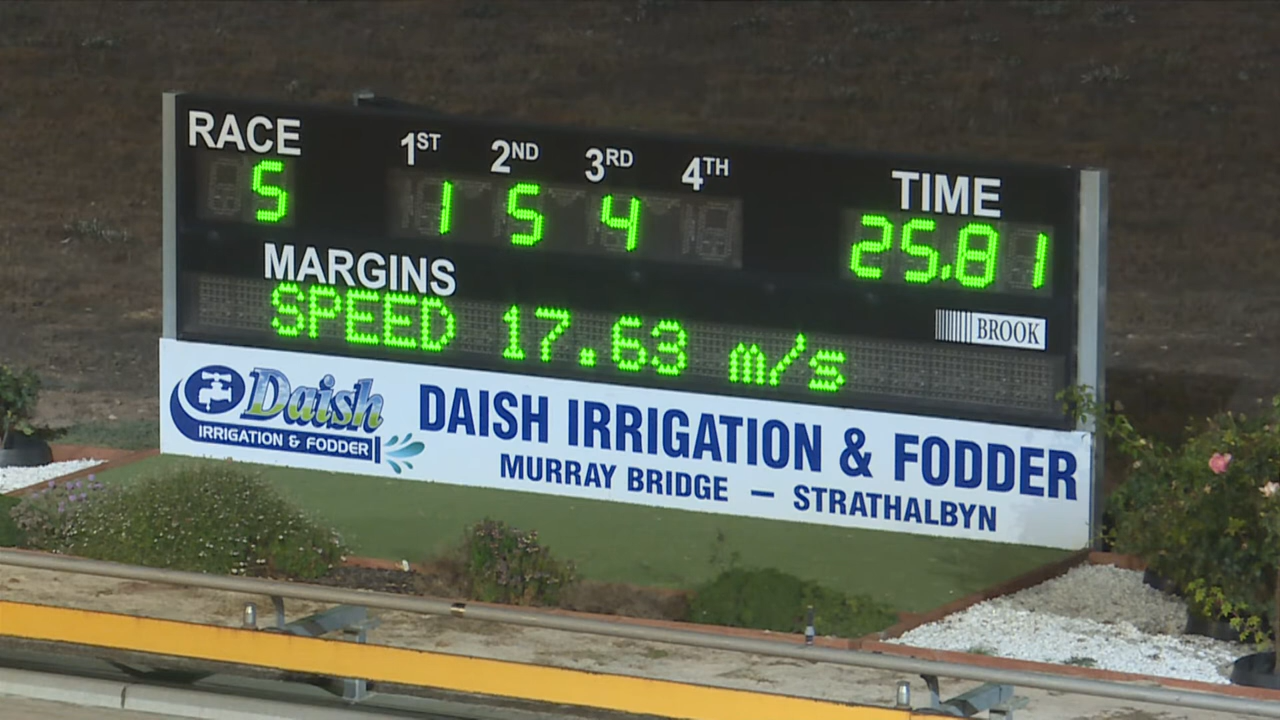 RACE 1ST 2ND 3RD 4TH TIME
5 1 5 4 25.81
MARGINS
SPEED 17.63 m/s
BROOK
Daish
IRRIGATION & FODDER
DAISH IRRIGATION & FODDER
MURRAY BRIDGE – STRATHALBYN